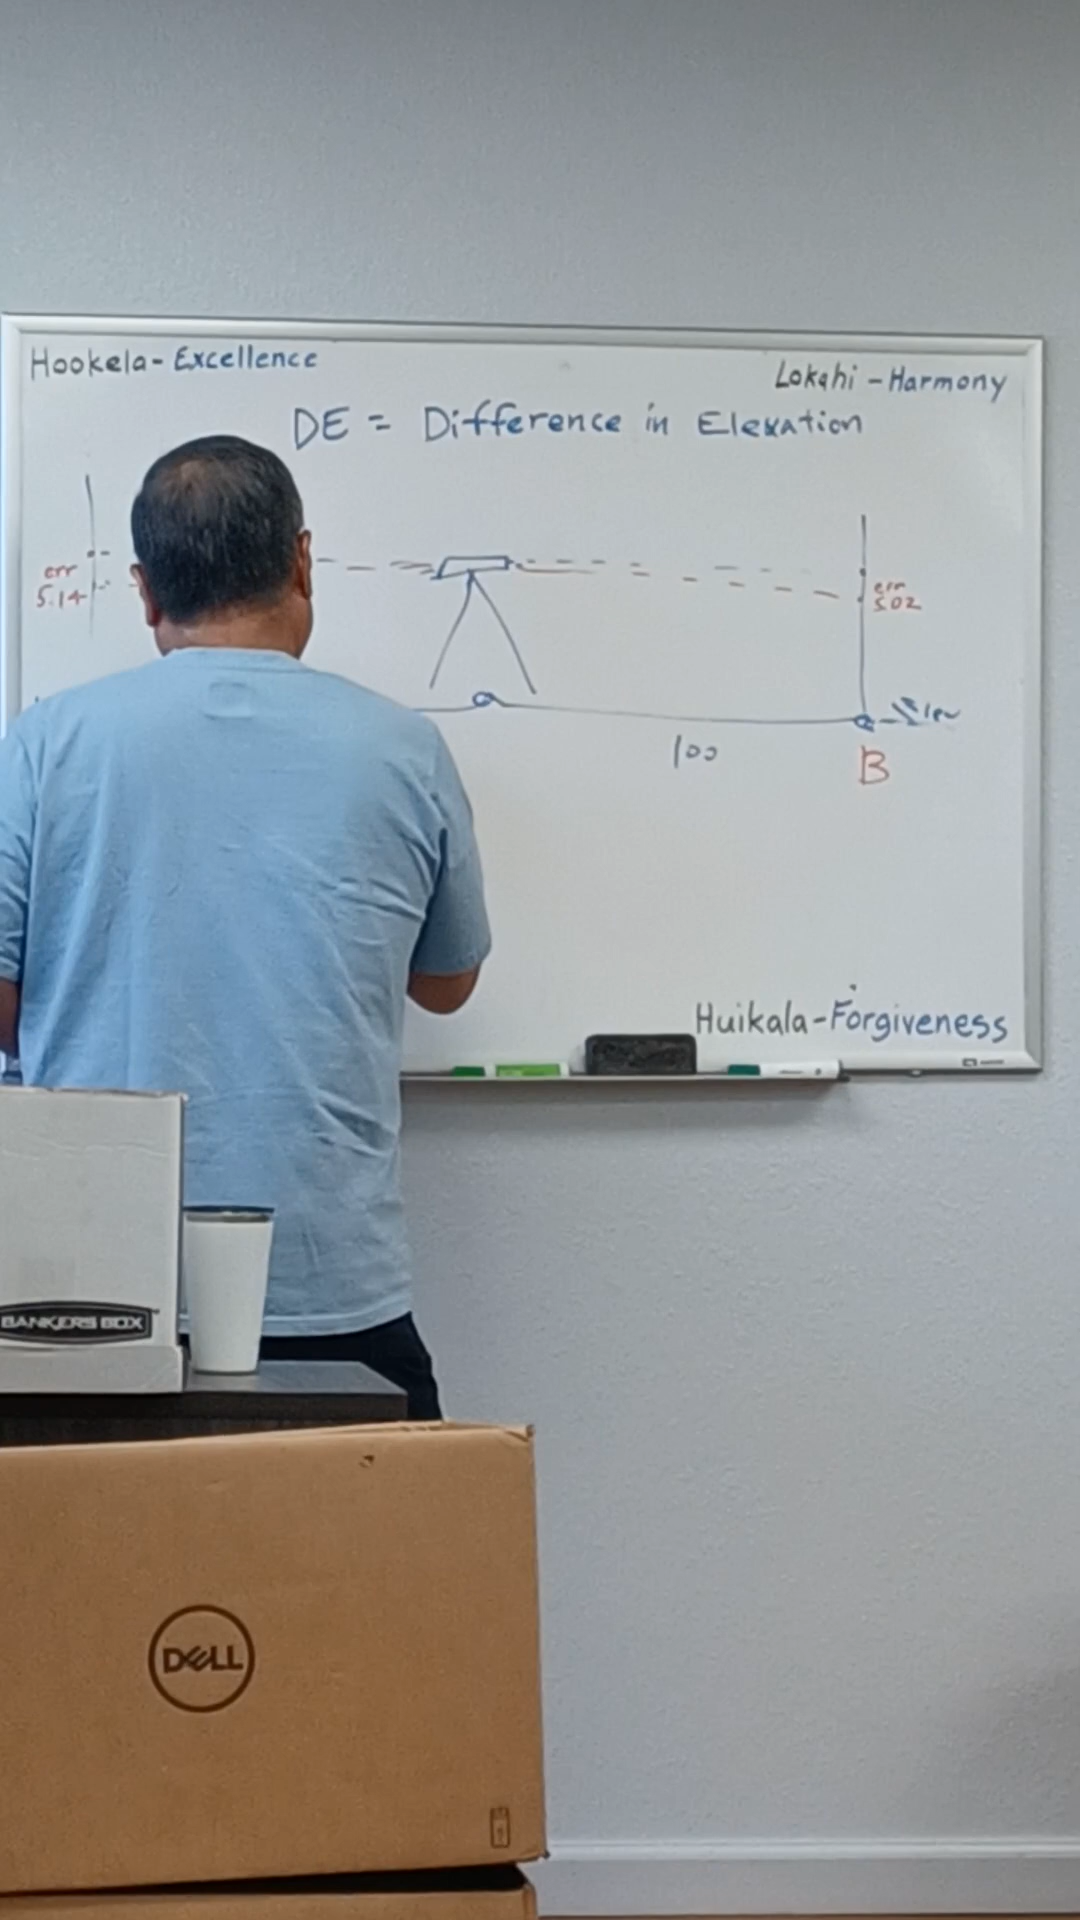 Hookela - Excellence
Lokahi - Harmony
DE = Difference in Elevation
err
5.14
err
5.02
Elev
100
B
Huikala - Forgiveness
BANKERS BOX
DELL